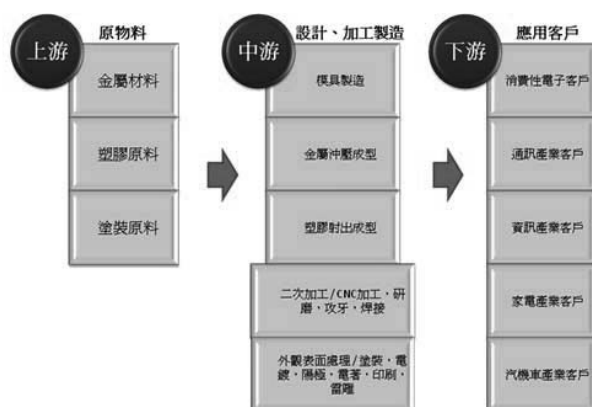 上游
原物料
金屬材料
塑膠原料
塗裝原料
中游
設計、加工製造
模具製造
金屬沖壓成型
塑膠射出成型
二次加工/CNC加工,研
磨,攻牙,焊接
外觀表面處理/塗裝,電
鍍,陽極,電著,印刷,
雷雕
下游
應用客戶
消費性電子客戶
通訊產業客戶
資訊產業客戶
家電產業客戶
汽機車產業客戶